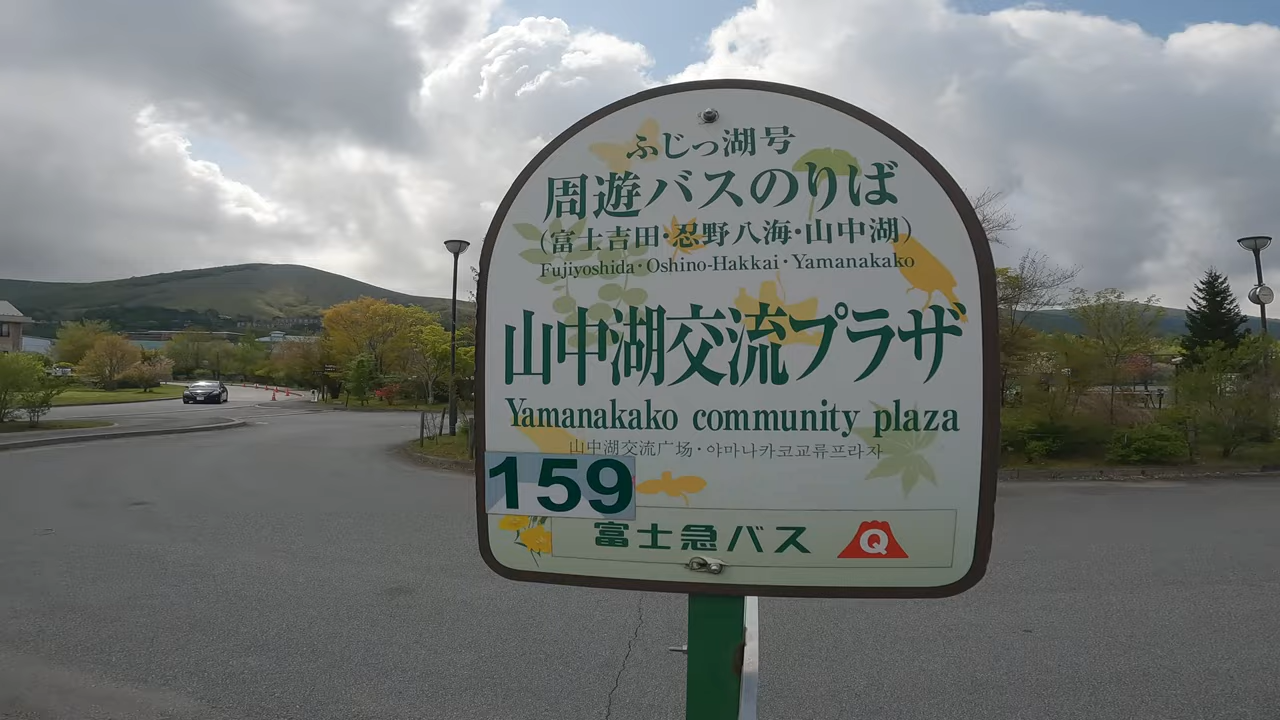 ふじっ湖号
周遊バスのりば
(富士吉田・忍野八海・山中湖)
Fujiyoshida・Oshino-Hakkai・Yamanakako
山中湖交流プラザ
Yamanakako community plaza
山中湖交流广场・야마나카코교류프라자
159
富士急バス Q